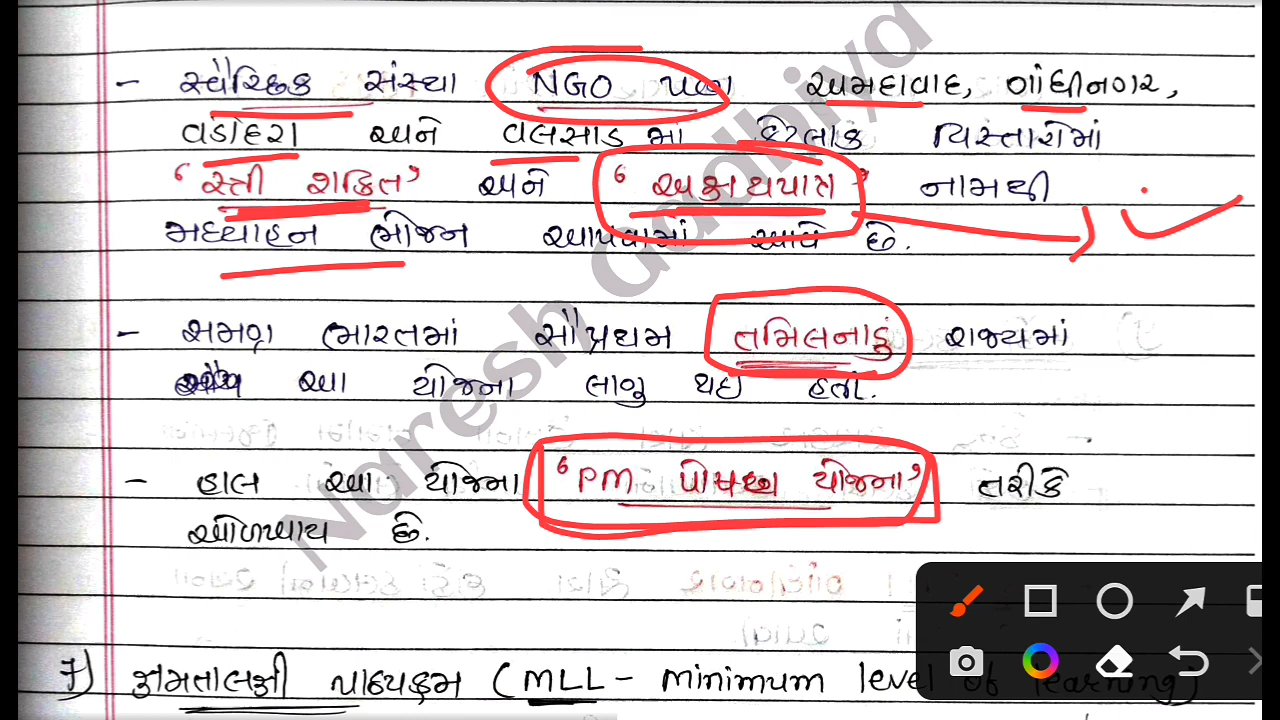 - સ્વૈચ્છિક સંસ્થા NGO પણ અમદાવાદ, ગાંધીનગર,
વડોદરા અને વલસાડ માં કેટલાક વિસ્તારોમાં
‘સ્ત્રી શક્તિ’ અને ‘અક્ષયપાત્ર’ નામથી
મધ્યાહન ભોજન આપવામાં આવે છે.
- સમગ્ર ભારતમાં સૌપ્રથમ તમિલનાડું રાજ્યમાં
આ યોજના લાગુ થઇ હતી.
- હાલ આ યોજના ‘PM પોષણ યોજના’ તરીકે
ઓળખાય છે.
7) ક્ષમતાલક્ષી પાઠ્યક્રમ (MLL - minimum level of learning)
Naresh Gadhiya